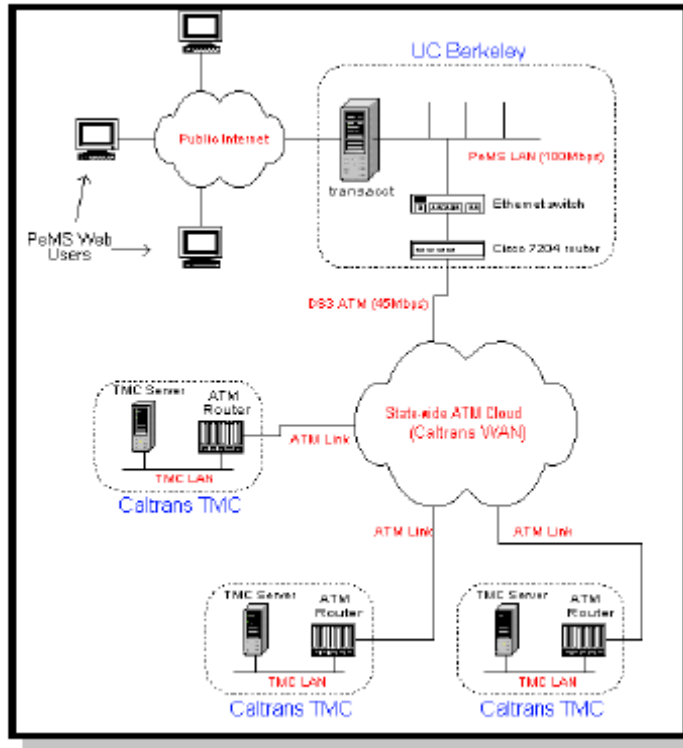 UC Berkeley
Public Internet
PeMS LAN (100Mbps)
transacct
Ethernet switch
PeMS Web
Users
Cisco 7204 router
DS3 ATM (45Mbps)
TMC Server
ATM
Router
State-wide ATM Cloud
(Caltrans WAN)
ATM Link
TMC LAN
Caltrans TMC
ATM Link
ATM Link
TMC Server
ATM
Router
TMC LAN
Caltrans TMC
TMC Server
ATM
Router
TMC LAN
Caltrans TMC